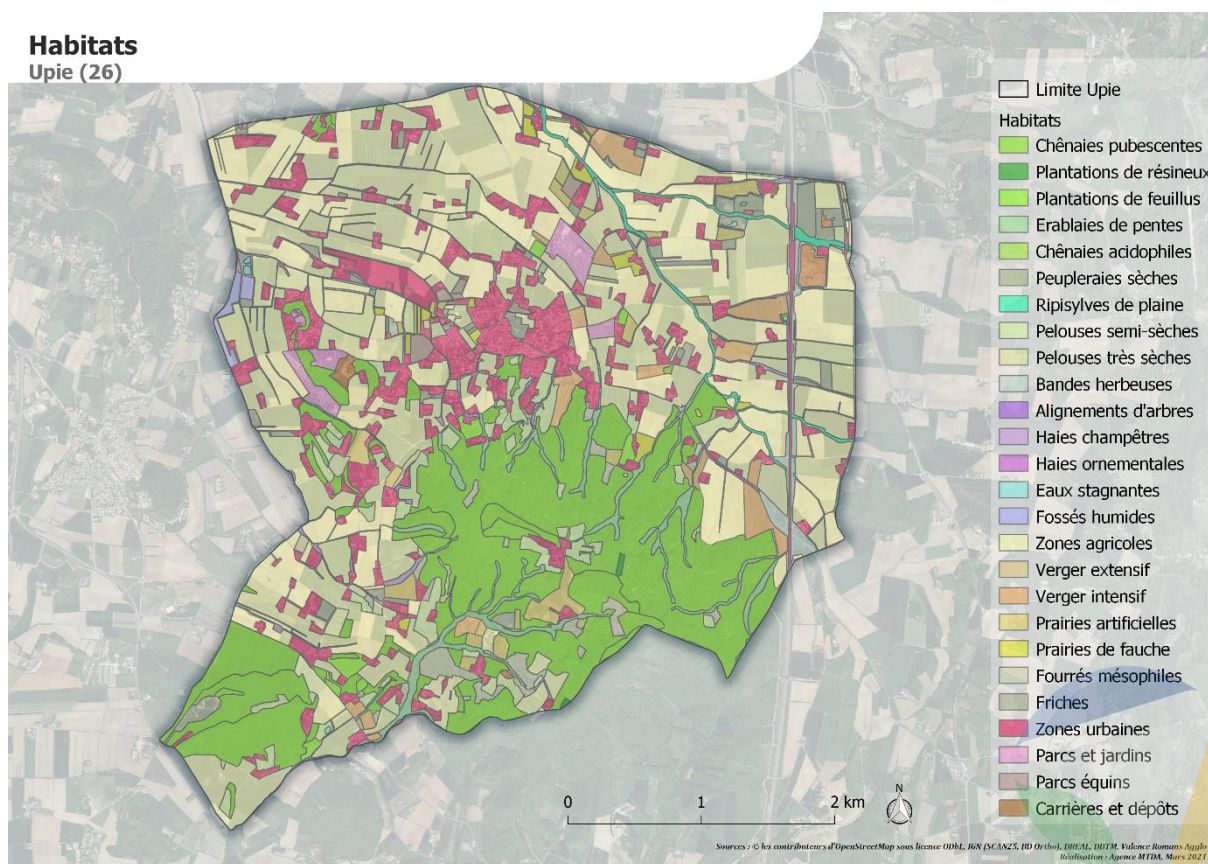 Habitats
Upie (26)
Limite Upie
Habitats
Chênaies pubescentes
Plantations de résineux
Plantations de feuillus
Erablaies de pentes
Chênaies acidophiles
Peupleraies sèches
Ripisylves de plaine
Pelouses semi-sèches
Pelouses très sèches
Bandes herbeuses
Alignements d'arbres
Haies champêtres
Haies ornementales
Eaux stagnantes
Fossés humides
Zones agricoles
Verger extensif
Verger intensif
Prairies artificielles
Prairies de fauche
Fourrés mésophiles
Friches
Zones urbaines
Parcs et jardins
Parcs équins
Carrières et dépôts
0 1 2 km
N
Sources : © les contributeurs d'OpenStreetMap sous licence ODbL, IGN (SCAN25, BD Ortho), DREAL, DDTM, Valence Romans Agglo
Réalisation : Agence MTDA, Mars 2021